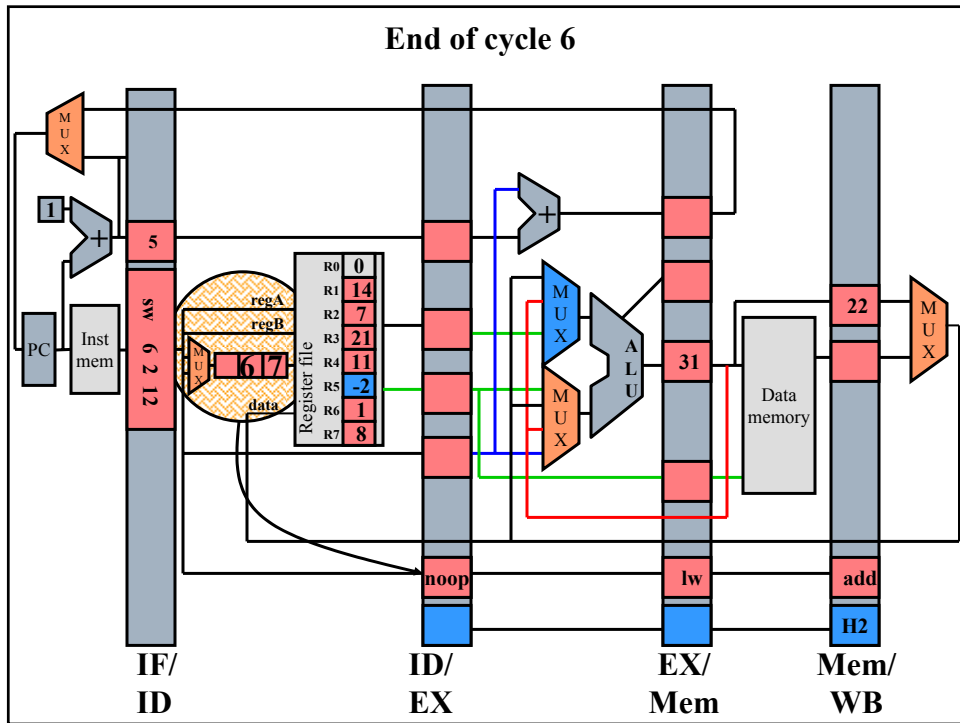 End of cycle 6
M
U
X
1
+
PC
Inst
mem
5
sw
6
2
12
regA
regB
M
U
X
6 7
data
Register file
R0 0
R1 14
R2 7
R3 21
R4 11
R5 -2
R6 1
R7 8
+
M
U
X
M
U
X
A
L
U
31
Data
memory
22
M
U
X
noop
lw
add
H2
IF/
ID
ID/
EX
EX/
Mem
Mem/
WB